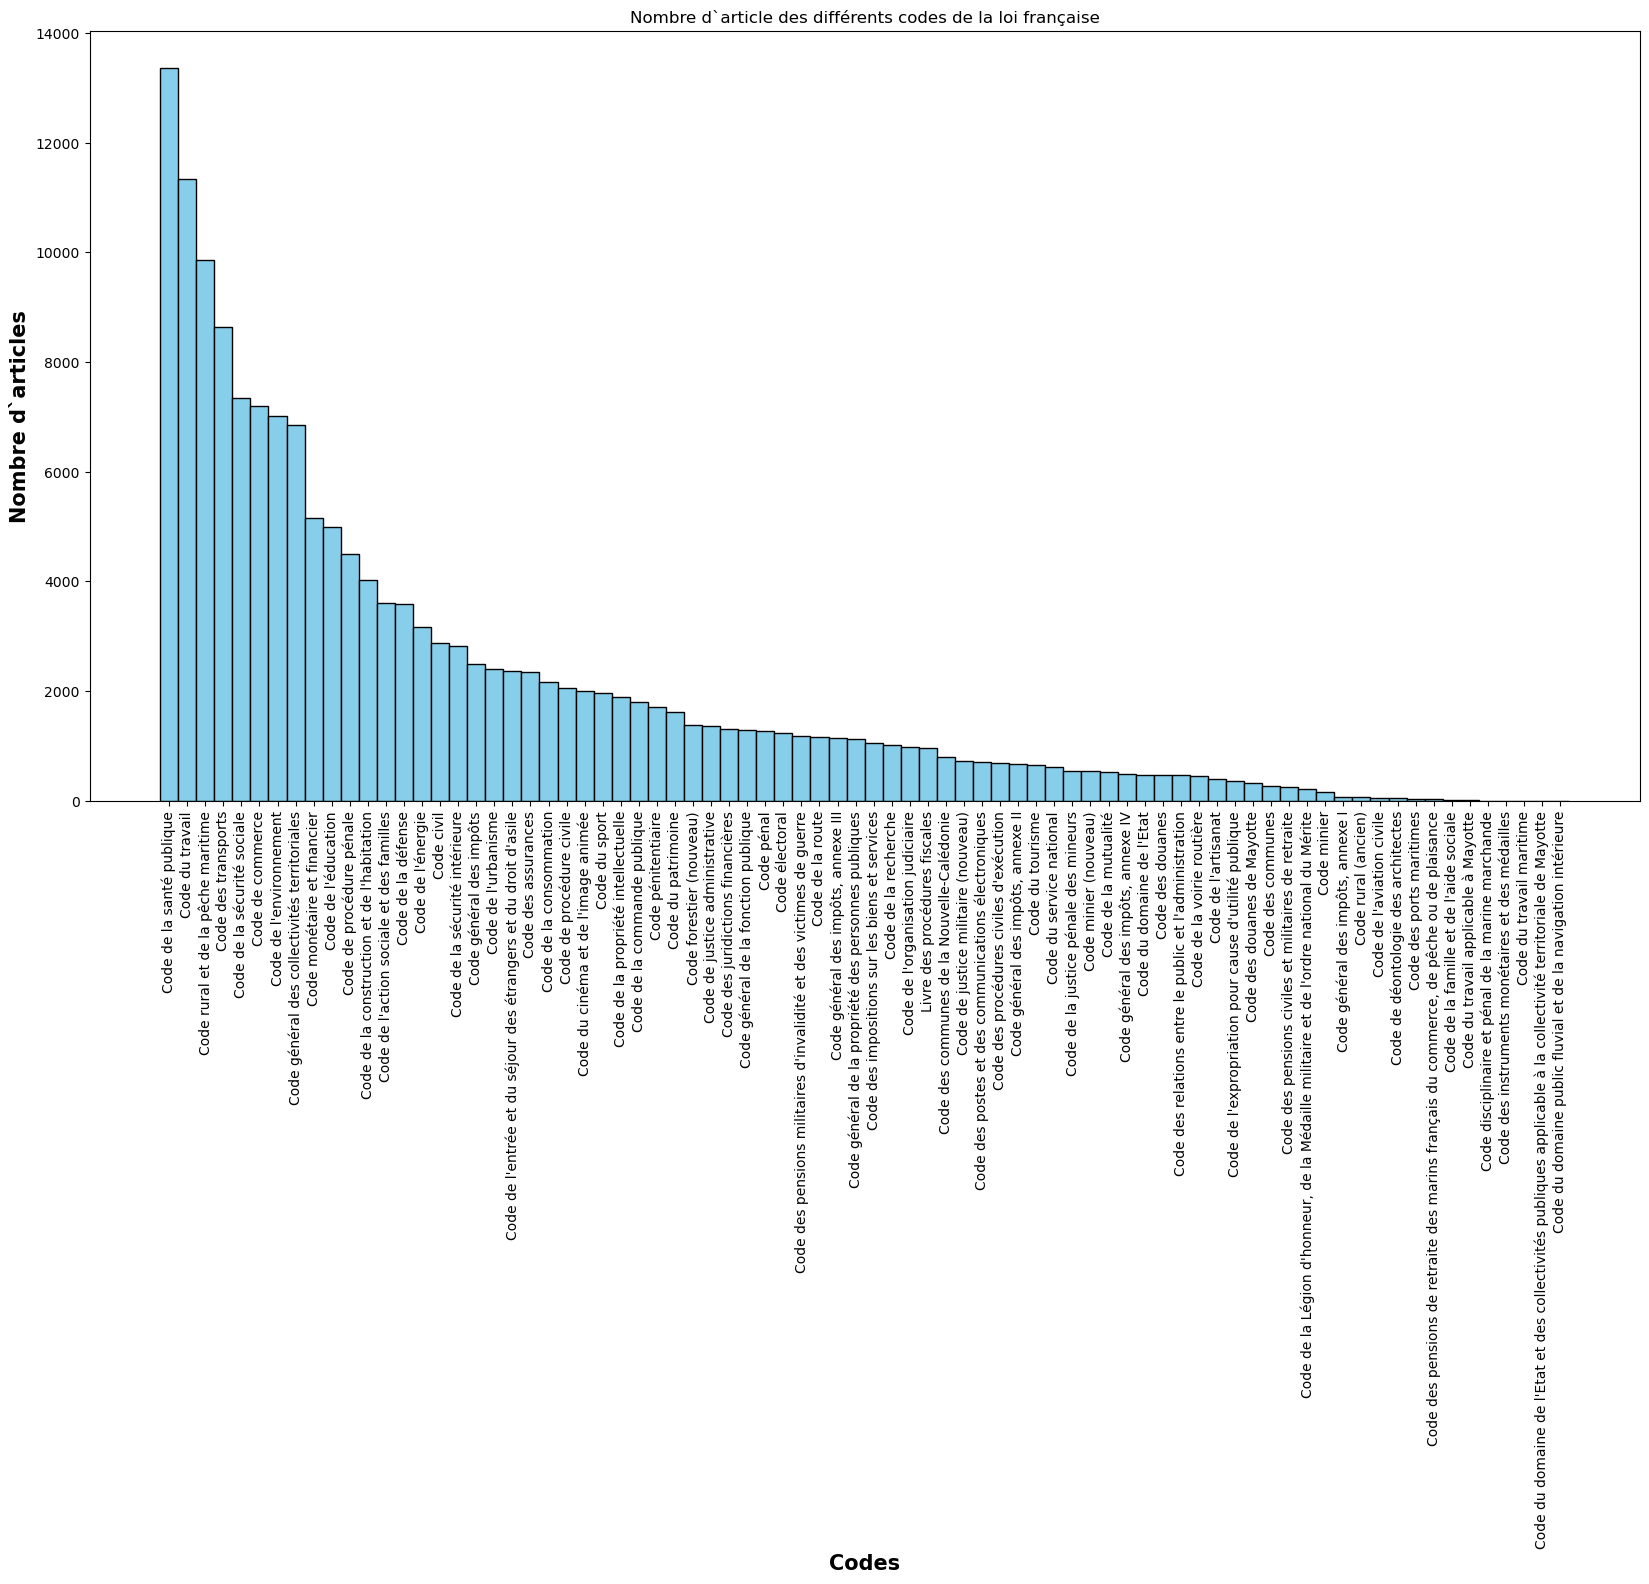 Nombre d`article des différents codes de la loi française
Nombre d`articles
14000
12000
10000
8000
6000
4000
2000
0
Code de la santé publique
Code du travail
Code rural et de la pêche maritime
Code des transports
Code de la sécurité sociale
Code de commerce
Code de l'environnement
Code général des collectivités territoriales
Code monétaire et financier
Code de l'éducation
Code de procédure pénale
Code de la construction et de l'habitation
Code de l'action sociale et des familles
Code de la défense
Code de l'énergie
Code civil
Code de la sécurité intérieure
Code général des impôts
Code de l'urbanisme
Code de l'entrée et du séjour des étrangers et du droit d'asile
Code des assurances
Code de la consommation
Code de procédure civile
Code du cinéma et de l'image animée
Code du sport
Code de la propriété intellectuelle
Code de la commande publique
Code pénitentiaire
Code du patrimoine
Code forestier (nouveau)
Code de justice administrative
Code des juridictions financières
Code général de la fonction publique
Code pénal
Code électoral
Code des pensions militaires d'invalidité et des victimes de guerre
Code de la route
Code général des impôts, annexe III
Code général de la propriété des personnes publiques
Code des impositions sur les biens et services
Code de la recherche
Code de l'organisation judiciaire
Livre des procédures fiscales
Code des communes de la Nouvelle-Calédonie
Code de justice militaire (nouveau)
Code des postes et des communications électroniques
Code des procédures civiles d'exécution
Code général des impôts, annexe II
Code du tourisme
Code du service national
Code de la justice pénale des mineurs
Code minier (nouveau)
Code de la mutualité
Code général des impôts, annexe IV
Code du domaine de l'Etat
Code des douanes
Code des relations entre le public et l'administration
Code de la voirie routière
Code de l'artisanat
Code de l'expropriation pour cause d'utilité publique
Code des douanes de Mayotte
Code des communes
Code des pensions civiles et militaires de retraite
Code de la Légion d'honneur, de la Médaille militaire et de l'ordre national du Mérite
Code minier
Code général des impôts, annexe I
Code rural (ancien)
Code de l'aviation civile
Code de déontologie des architectes
Code des ports maritimes
Code des pensions de retraite des marins français du commerce, de pêche ou de plaisance
Code de la famille et de l'aide sociale
Code du travail applicable à Mayotte
Code disciplinaire et pénal de la marine marchande
Code des instruments monétaires et des médailles
Code du travail maritime
Code du domaine de l'Etat et des collectivités publiques applicable à la collectivité territoriale de Mayotte
Code du domaine public fluvial et de la navigation intérieure
Codes